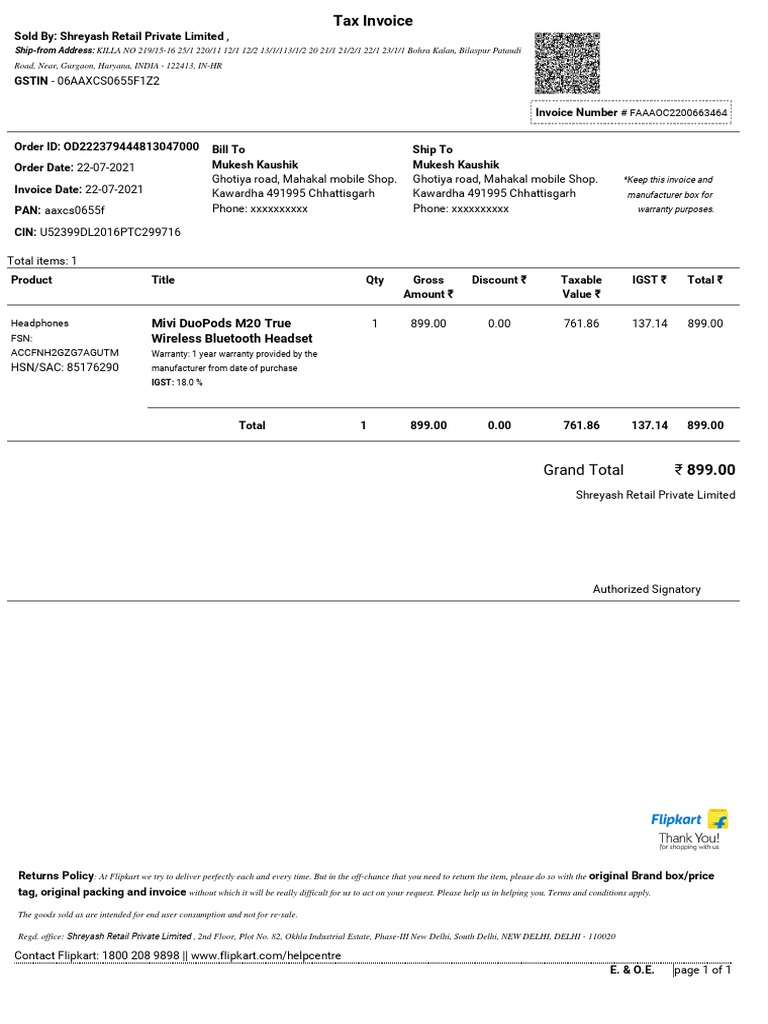 Tax Invoice
Sold By: Shreyash Retail Private Limited ,
Ship-from Address: KILLA NO 219/15-16 25/1 220/11 12/1 12/2 13/1/113/1/2 20 21/1 21/2/1 22/1 23/1/1 Bohra Kalan, Bilaspur Pataudi
Road, Near, Gurgaon, Haryana, INDIA - 122413, IN-HR
GSTIN - 06AAXCS0655F1Z2
Invoice Number # FAAAOC2200663464
Order ID: OD222379444813047000
Order Date: 22-07-2021
Invoice Date: 22-07-2021
PAN: aaxcs0655f
CIN: U52399DL2016PTC299716
Bill To
Mukesh Kaushik
Ghotiya road, Mahakal mobile Shop.
Kawardha 491995 Chhattisgarh
Phone: xxxxxxxxxx
Ship To
Mukesh Kaushik
Ghotiya road, Mahakal mobile Shop.
Kawardha 491995 Chhattisgarh
Phone: xxxxxxxxxx
*Keep this invoice and
manufacturer box for
warranty purposes.
Total items: 1
Product Title Qty Gross Amount ₹ Discount ₹ Taxable Value ₹ IGST ₹ Total ₹
Headphones
FSN:
ACCFNH2GZG7AGUTM
HSN/SAC: 85176290
Mivi DuoPods M20 True
Wireless Bluetooth Headset
Warranty: 1 year warranty provided by the
manufacturer from date of purchase
IGST: 18.0 %
1 899.00 0.00 761.86 137.14 899.00
Total 1 899.00 0.00 761.86 137.14 899.00
Grand Total ₹ 899.00
Shreyash Retail Private Limited
Authorized Signatory
Flipkart
Thank You!
for shopping with us
Returns Policy: At Flipkart we try to deliver perfectly each and every time. But in the off-chance that you need to return the item, please do so with the original Brand box/price
tag, original packing and invoice without which it will be really difficult for us to act on your request. Please help us in helping you. Terms and conditions apply.
The goods sold as are intended for end user consumption and not for re-sale.
Regd. office: Shreyash Retail Private Limited , 2nd Floor, Plot No. 82, Okhla Industrial Estate, Phase-III New Delhi, South Delhi, NEW DELHI, DELHI - 110020
Contact Flipkart: 1800 208 9898 || www.flipkart.com/helpcentre
E. & O.E. page 1 of 1